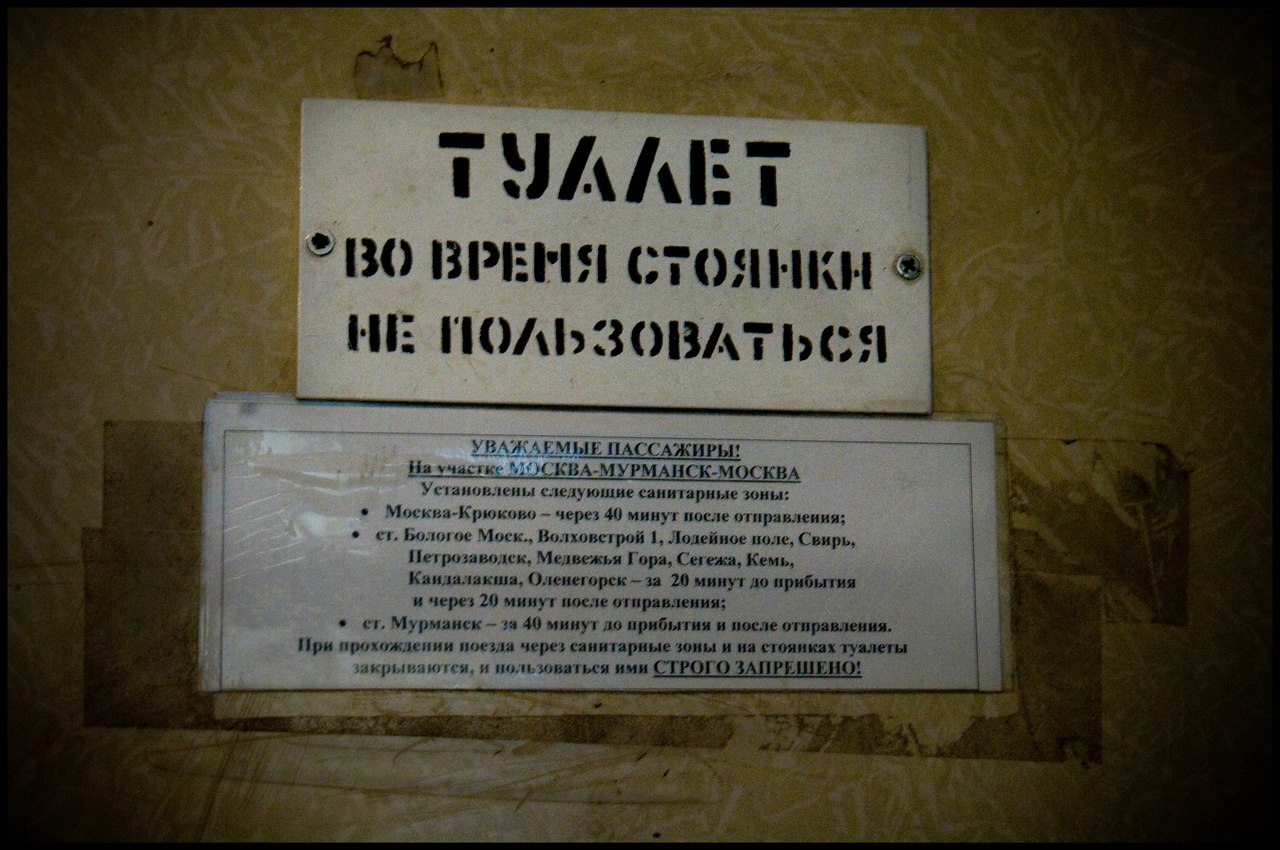 ТУАЛЕТ
ВО ВРЕМЯ СТОЯНКИ
НЕ ПОЛЬЗОВАТЬСЯ
УВАЖАЕМЫЕ ПАССАЖИРЫ!
На участке МОСКВА-МУРМАНСК-МОСКВА
Установлены следующие санитарные зоны:
• Москва-Крюково – через 40 минут после отправления;
• ст. Бологое Моск., Волховстрой 1, Лодейное поле, Свирь,
Петрозаводск, Медвежья Гора, Сегежа, Кемь,
Кандалакша, Оленегорск – за 20 минут до прибытия
и через 20 минут после отправления;
• ст. Мурманск – за 40 минут до прибытия и после отправления.
При прохождении поезда через санитарные зоны и на стоянках туалеты
закрываются, и пользоваться ими СТРОГО ЗАПРЕШЕНО!